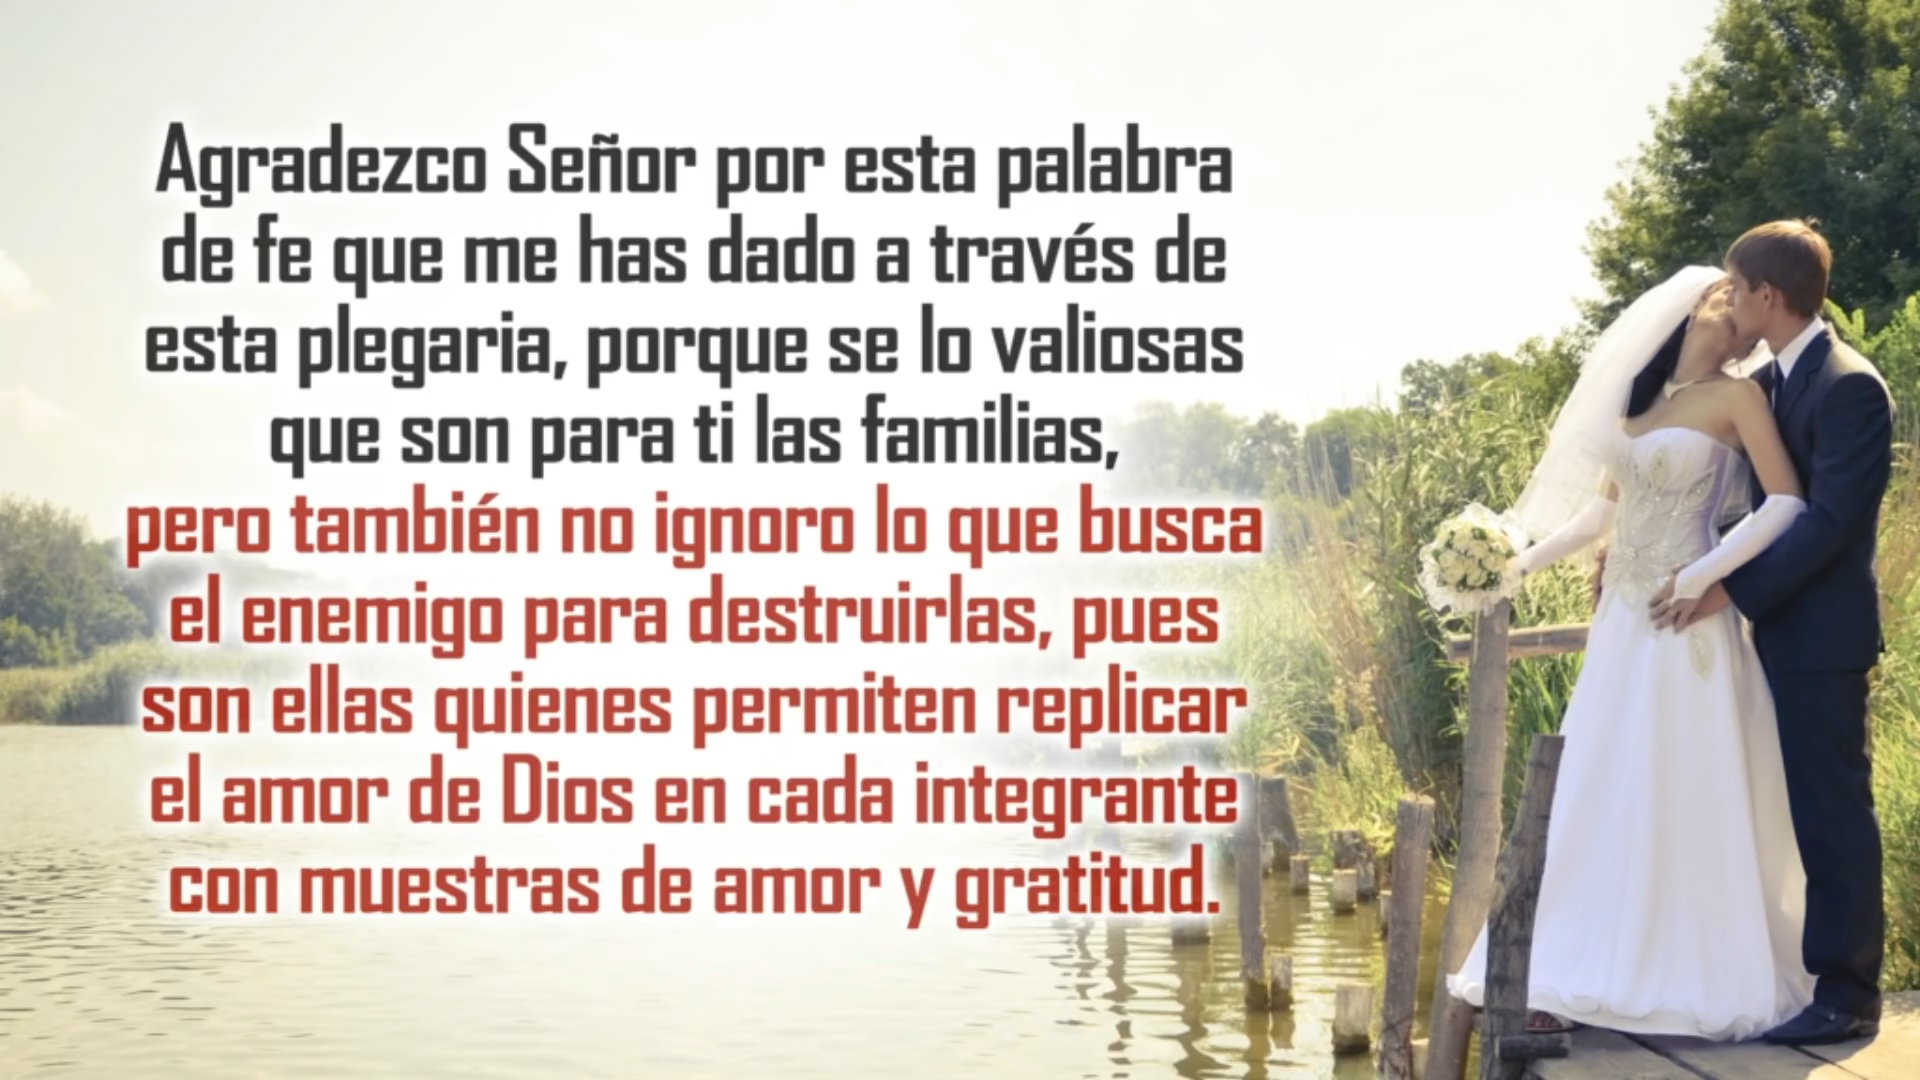 Agradezco Señor por esta palabra
de fe que me has dado a través de
esta plegaria, porque se lo valiosas
que son para ti las familias,
pero también no ignoro lo que busca
el enemigo para destruirlas, pues
son ellas quienes permiten replicar
el amor de Dios en cada integrante
con muestras de amor y gratitud.